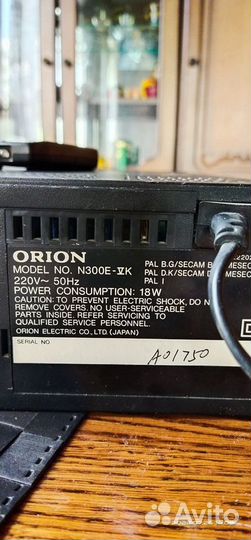 ORION
MODEL NO. N300E-VK
220V~ 50Hz
POWER CONSUMPTION: 18W
PAL B.G/SECAM
PAL D.K/SECAM
PAL I
CAUTION: TO PREVENT ELECTRIC SHOCK, DO NO
REMOVE COVERS NO USER-SERVICEABLE
PARTS INSIDE. REFER SERVICING TO
QUALIFIED SERVICE PERSONNEL.
ORION ELECTRIC CO., LTD. (JAPAN)
SERIAL NO
A01750
Avito